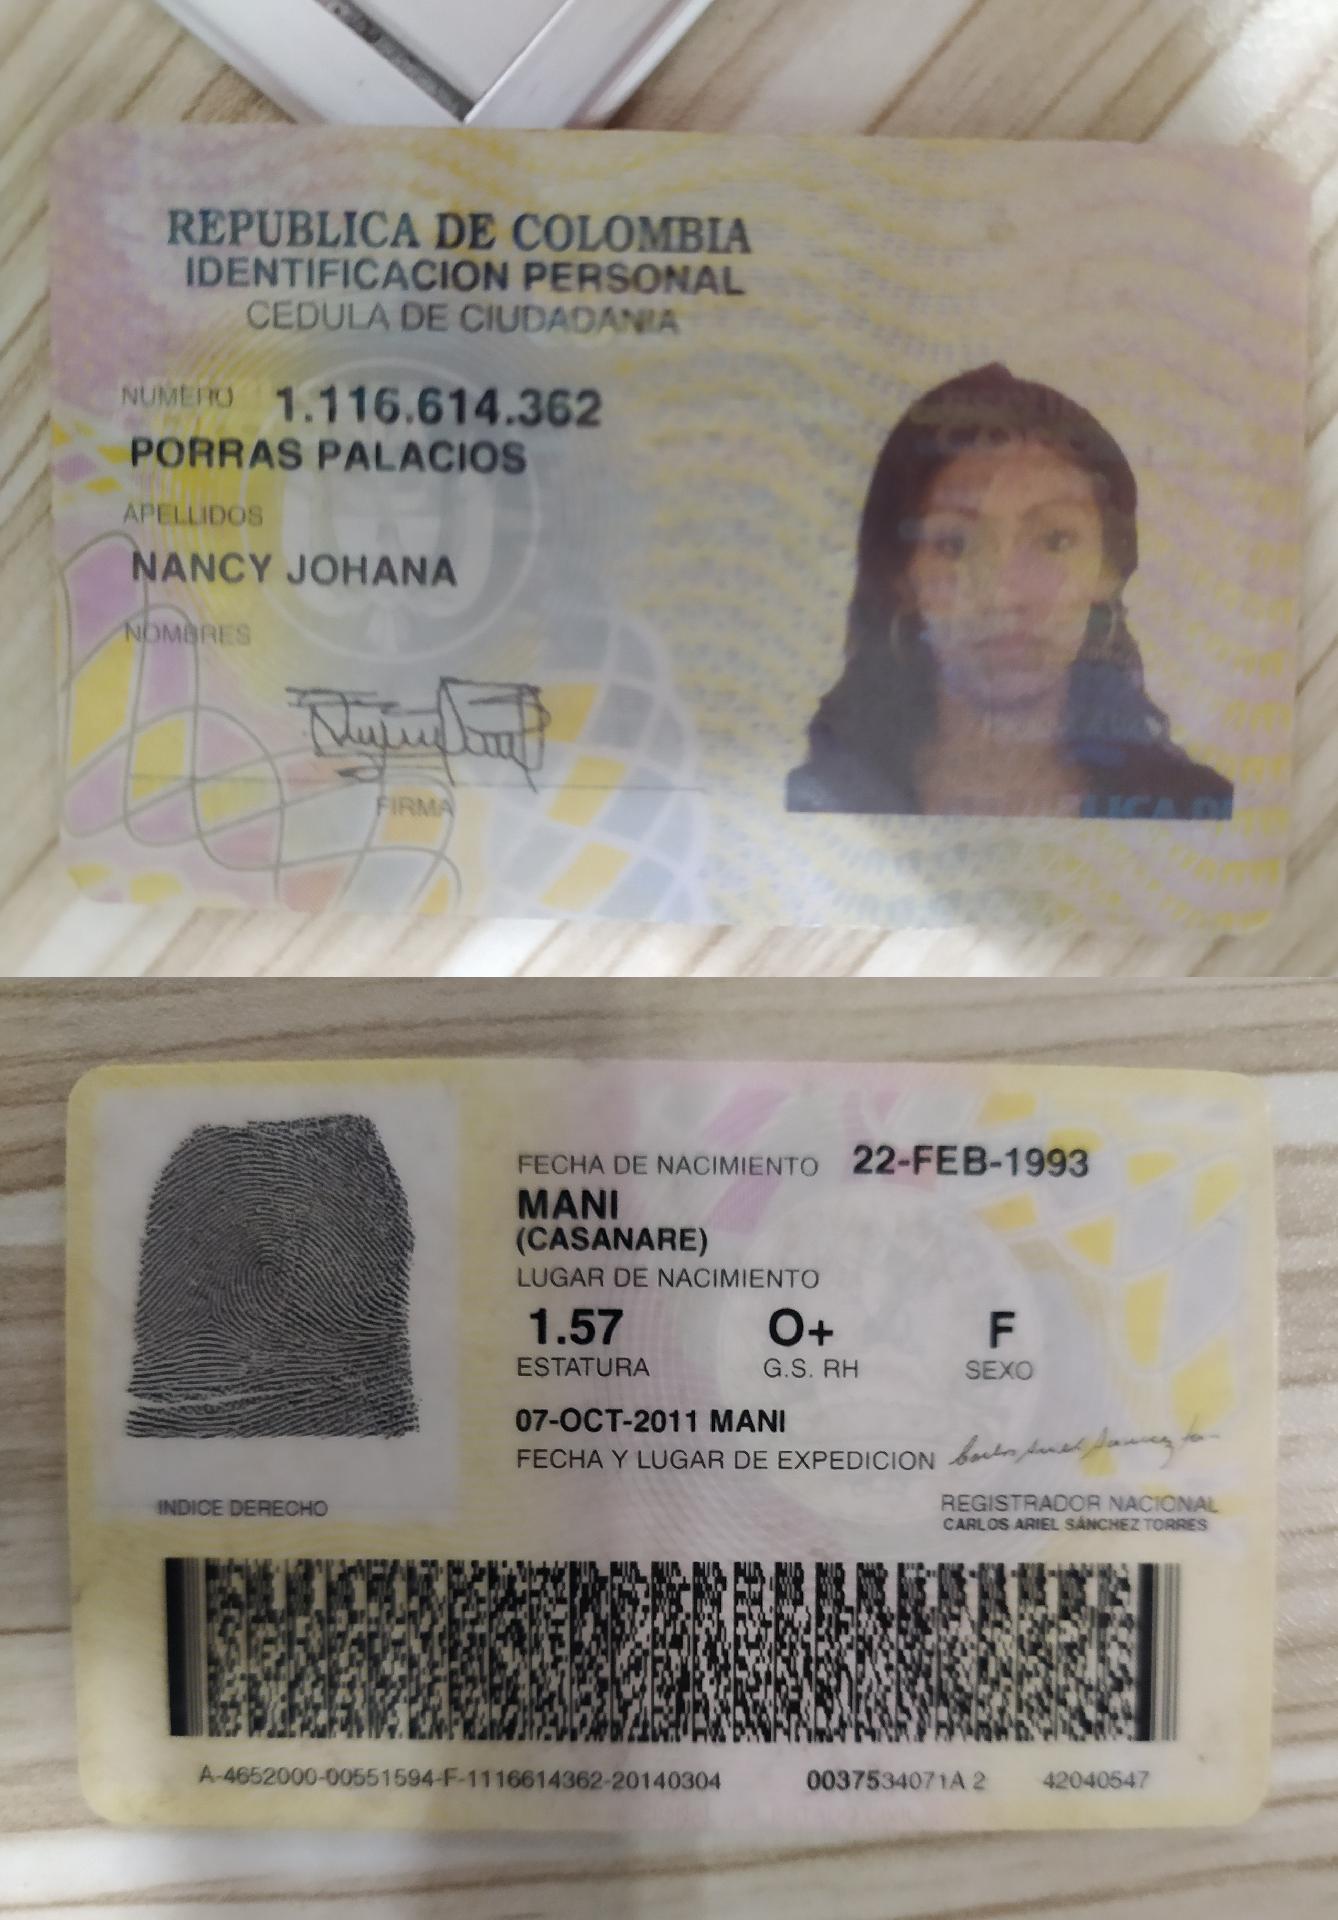 REPUBLICA DE COLOMBIA
IDENTIFICACION PERSONAL
CEDULA DE CIUDADANIA
NUMERO 1.116.614.362
PORRAS PALACIOS
APELLIDOS
NANCY JOHANA
NOMBRES
FIRMA
FECHA DE NACIMIENTO 22-FEB-1993
MANI
(CASANARE)
LUGAR DE NACIMIENTO
1.57 O+ F
ESTATURA G.S. RH SEXO
07-OCT-2011 MANI
FECHA Y LUGAR DE EXPEDICION
INDICE DERECHO
REGISTRADOR NACIONAL
CARLOS ARIEL SÁNCHEZ TORRES
A-4652000-00551594-F-1116614362-20140304 0037534071A 2 42040547